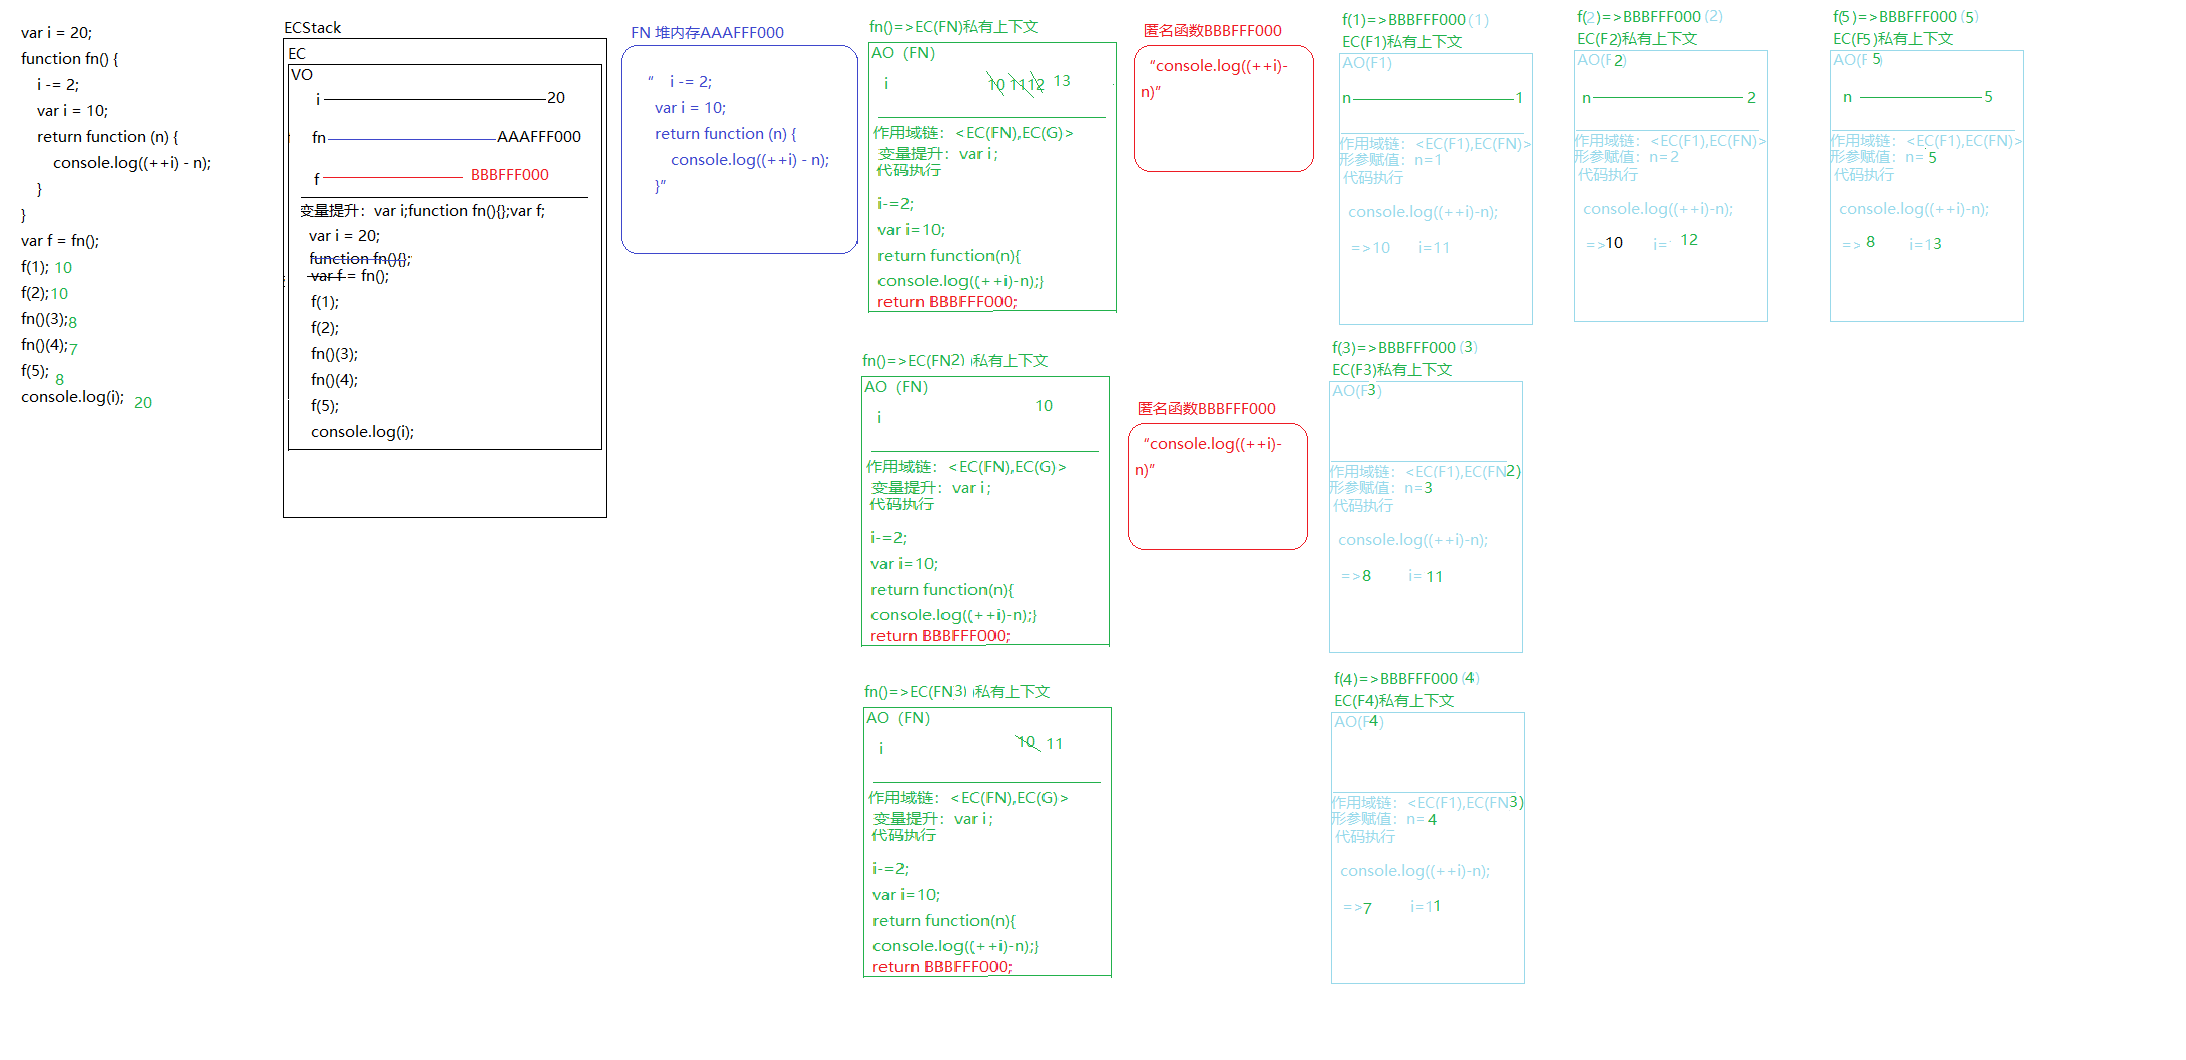 var i = 20;
function fn() {
i -= 2;
var i = 10;
return function (n) {
console.log((++i) - n);
}
}
var f = fn();
f(1); 10
f(2); 10
fn()(3); 8
fn()(4); 7
f(5); 8
console.log(i); 20
ECStack
EC
VO
i 20
fn AAAFFF000
f BBBFFF000
变量提升：var i;function fn(){};var f;
var i = 20;
function fn(){};
var f = fn();
f(1);
f(2);
fn()(3);
fn()(4);
f(5);
console.log(i);
FN 堆内存AAAFFF000
“ i -= 2;
var i = 10;
return function (n) {
console.log((++i) - n);
}”
fn()=>EC(FN)私有上下文
AO（FN）
i 10 11 12 13
作用域链：<EC(FN),EC(G)>
变量提升：var i；
代码执行
i-=2;
var i=10;
return function(n){
console.log((++i)-n);}
return BBBFFF000;
匿名函数BBBFFF000
“console.log((++i)-
n)”
f(1)=>BBBFFF000 (1)
EC(F1)私有上下文
AO(F1)
n 1
作用域链：<EC(F1),EC(FN)>
形参赋值：n=1
代码执行
console.log((++i)-n);
=>10 i=11
f(2)=>BBBFFF000 (2)
EC(F2)私有上下文
AO(F2)
n 2
作用域链：<EC(F1),EC(FN)>
形参赋值：n=2
代码执行
console.log((++i)-n);
=>10 i= 12
f(5)=>BBBFFF000 (5)
EC(F5)私有上下文
AO(F5)
n 5
作用域链：<EC(F1),EC(FN)>
形参赋值：n= 5
代码执行
console.log((++i)-n);
=> 8 i=13
fn()=>EC(FN2)私有上下文
AO（FN）
i 10
作用域链：<EC(FN),EC(G)>
变量提升：var i；
代码执行
i-=2;
var i=10;
return function(n){
console.log((++i)-n);}
return BBBFFF000;
匿名函数BBBFFF000
“console.log((++i)-
n)”
f(3)=>BBBFFF000 (3)
EC(F3)私有上下文
AO(F3)
作用域链：<EC(F1),EC(FN2)
形参赋值：n=3
代码执行
console.log((++i)-n);
=>8 i= 11
fn()=>EC(FN3)私有上下文
AO（FN）
i 10 11
作用域链：<EC(FN),EC(G)>
变量提升：var i；
代码执行
i-=2;
var i=10;
return function(n){
console.log((++i)-n);}
return BBBFFF000;
f(4)=>BBBFFF000 (4)
EC(F4)私有上下文
AO(F4)
作用域链：<EC(F1),EC(FN3)
形参赋值：n=4
代码执行
console.log((++i)-n);
=>7 i=11